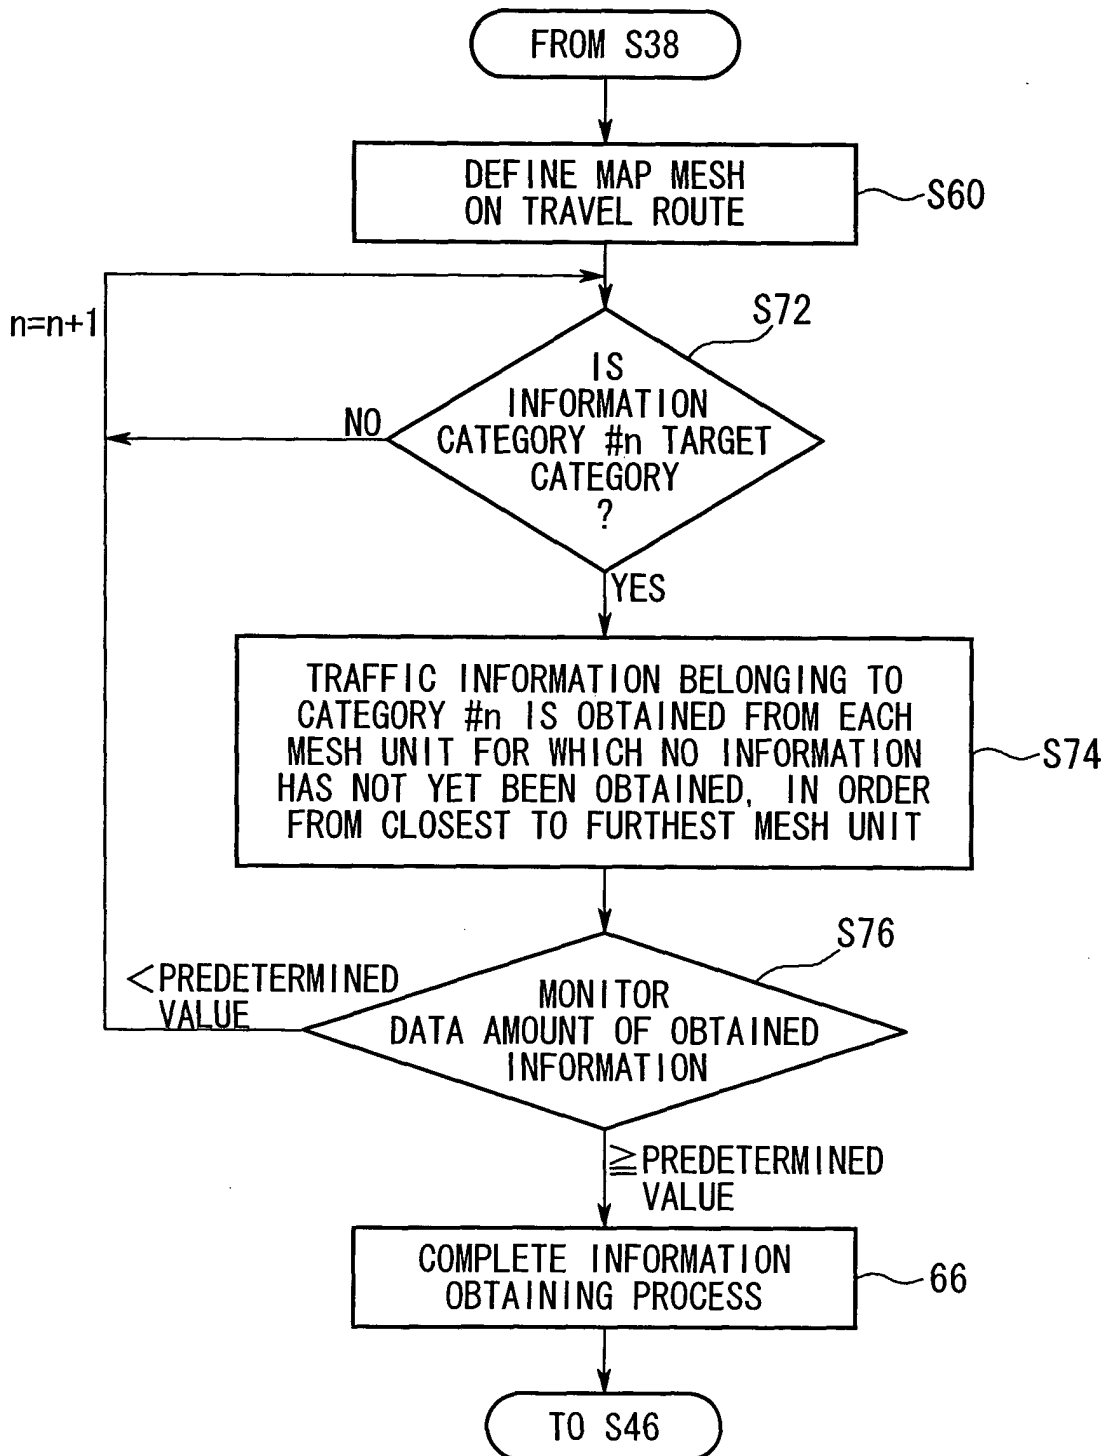 FROM S38
DEFINE MAP MESH
ON TRAVEL ROUTE
S60
n=n+1
S72
IS
INFORMATION
CATEGORY #n TARGET
CATEGORY
?
NO
YES
TRAFFIC INFORMATION BELONGING TO
CATEGORY #n IS OBTAINED FROM EACH
MESH UNIT FOR WHICH NO INFORMATION
HAS NOT YET BEEN OBTAINED, IN ORDER
FROM CLOSEST TO FURTHEST MESH UNIT
S74
S76
<PREDETERMINED
VALUE
MONITOR
DATA AMOUNT OF OBTAINED
INFORMATION
≧PREDETERMINED
VALUE
COMPLETE INFORMATION
OBTAINING PROCESS
66
TO S46